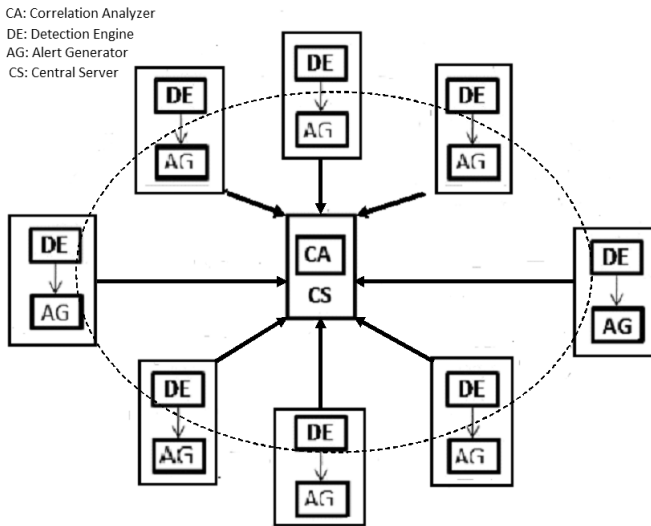 CA: Correlation Analyzer
DE: Detection Engine
AG: Alert Generator
CS: Central Server
DE
AG
DE
AG
DE
AG
DE
AG
CA
CS
DE
AG
DE
AG
DE
AG
DE
AG